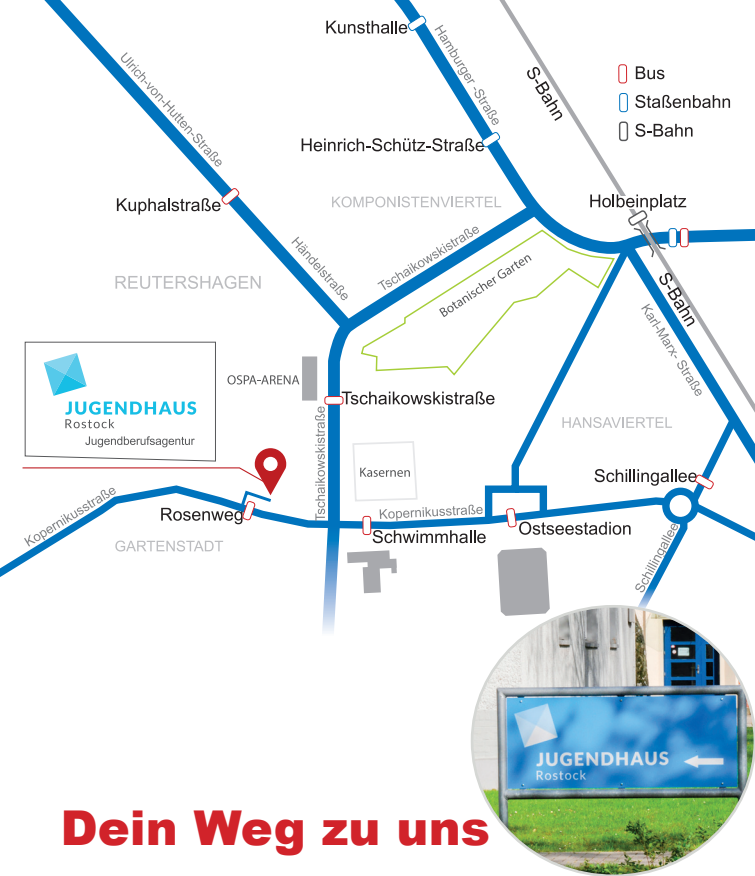 Kunsthalle
Hamburger -Straße
Ulrich-von-Hutten-Straße
S-Bahn
Bus
Staßenbahn
S-Bahn
Heinrich-Schütz-Straße
Kuphalstraße
KOMPONISTENVIERTEL
Holbeinplatz
Händelstraße
Tschaikowskistraße
Botanischer Garten
S-Bahn
REUTERSHAGEN
Karl-Marx- Straße
JUGENDHAUS
Rostock
Jugendberufsagentur
OSPA-ARENA
Tschaikowskistraße
HANSAVIERTEL
Tschaikowskistraße
Kasernen
Schillingallee
Kopernikusstraße
Rosenweg
Kopernikusstraße
Schwimmhalle
Ostseestadion
GARTENSTADT
Schillingallee
JUGENDHAUS
Rostock
Dein Weg zu uns